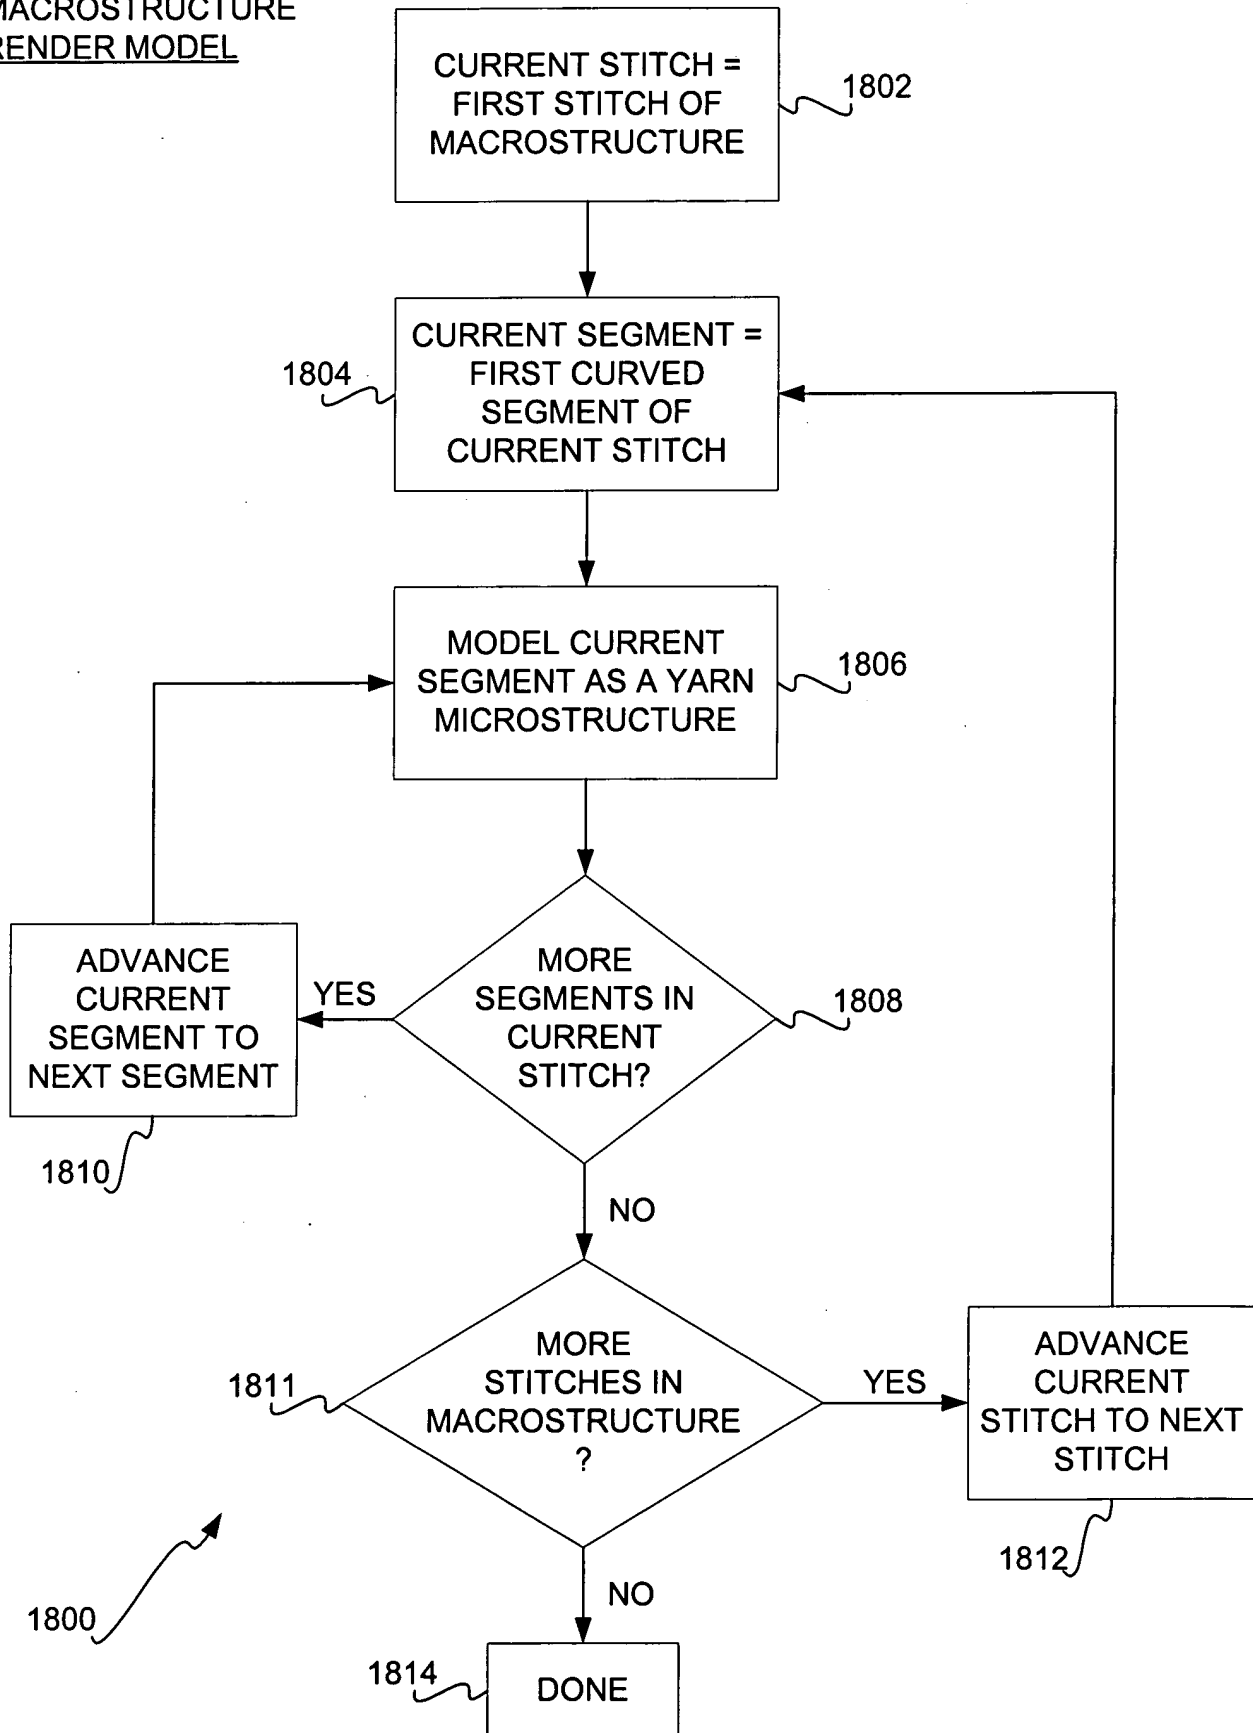 MACROSTRUCTURE
RENDER MODEL
CURRENT STITCH =
FIRST STITCH OF
MACROSTRUCTURE
1802
CURRENT SEGMENT =
FIRST CURVED
SEGMENT OF
CURRENT STITCH
1804
MODEL CURRENT
SEGMENT AS A YARN
MICROSTRUCTURE
1806
MORE
SEGMENTS IN
CURRENT
STITCH?
1808
YES
ADVANCE
CURRENT
SEGMENT TO
NEXT SEGMENT
1810
NO
MORE
STITCHES IN
MACROSTRUCTURE
?
1811
YES
ADVANCE
CURRENT
STITCH TO NEXT
STITCH
1812
NO
1800
DONE
1814